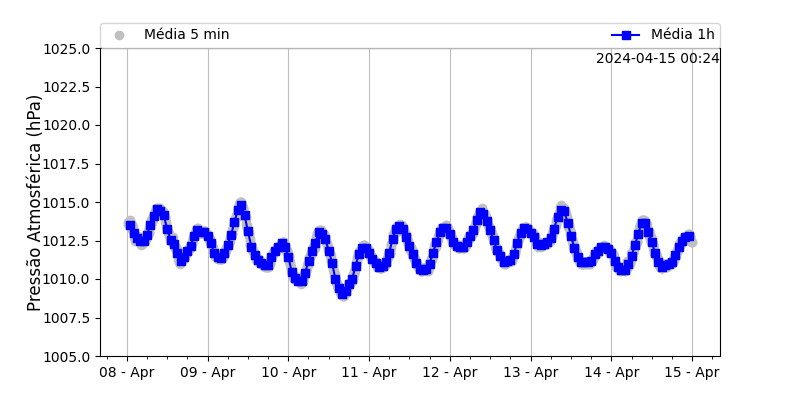 Média 5 min
Média 1h
2024-04-15 00:24
Pressão Atmosférica (hPa)
1025.0
1022.5
1020.0
1017.5
1015.0
1012.5
1010.0
1007.5
1005.0
08 - Apr
09 - Apr
10 - Apr
11 - Apr
12 - Apr
13 - Apr
14 - Apr
15 - Apr